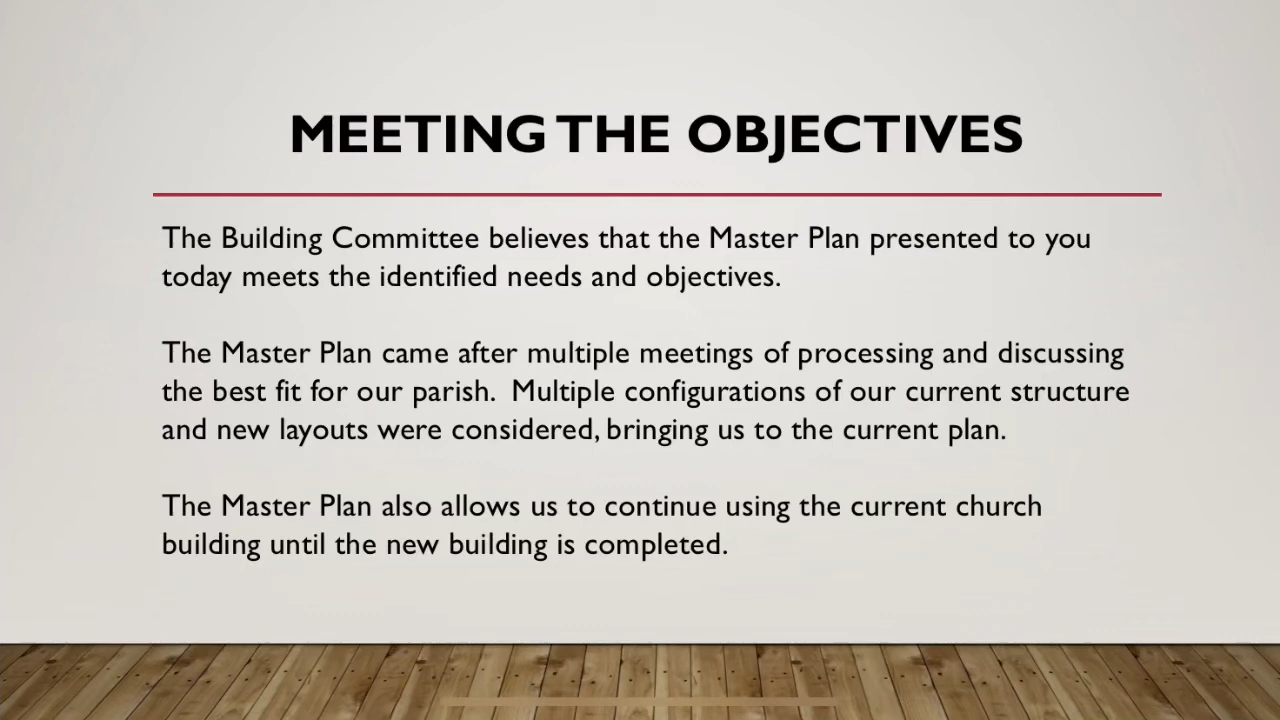 MEETING THE OBJECTIVES
The Building Committee believes that the Master Plan presented to you
today meets the identified needs and objectives.
The Master Plan came after multiple meetings of processing and discussing
the best fit for our parish.  Multiple configurations of our current structure
and new layouts were considered, bringing us to the current plan.
The Master Plan also allows us to continue using the current church
building until the new building is completed.